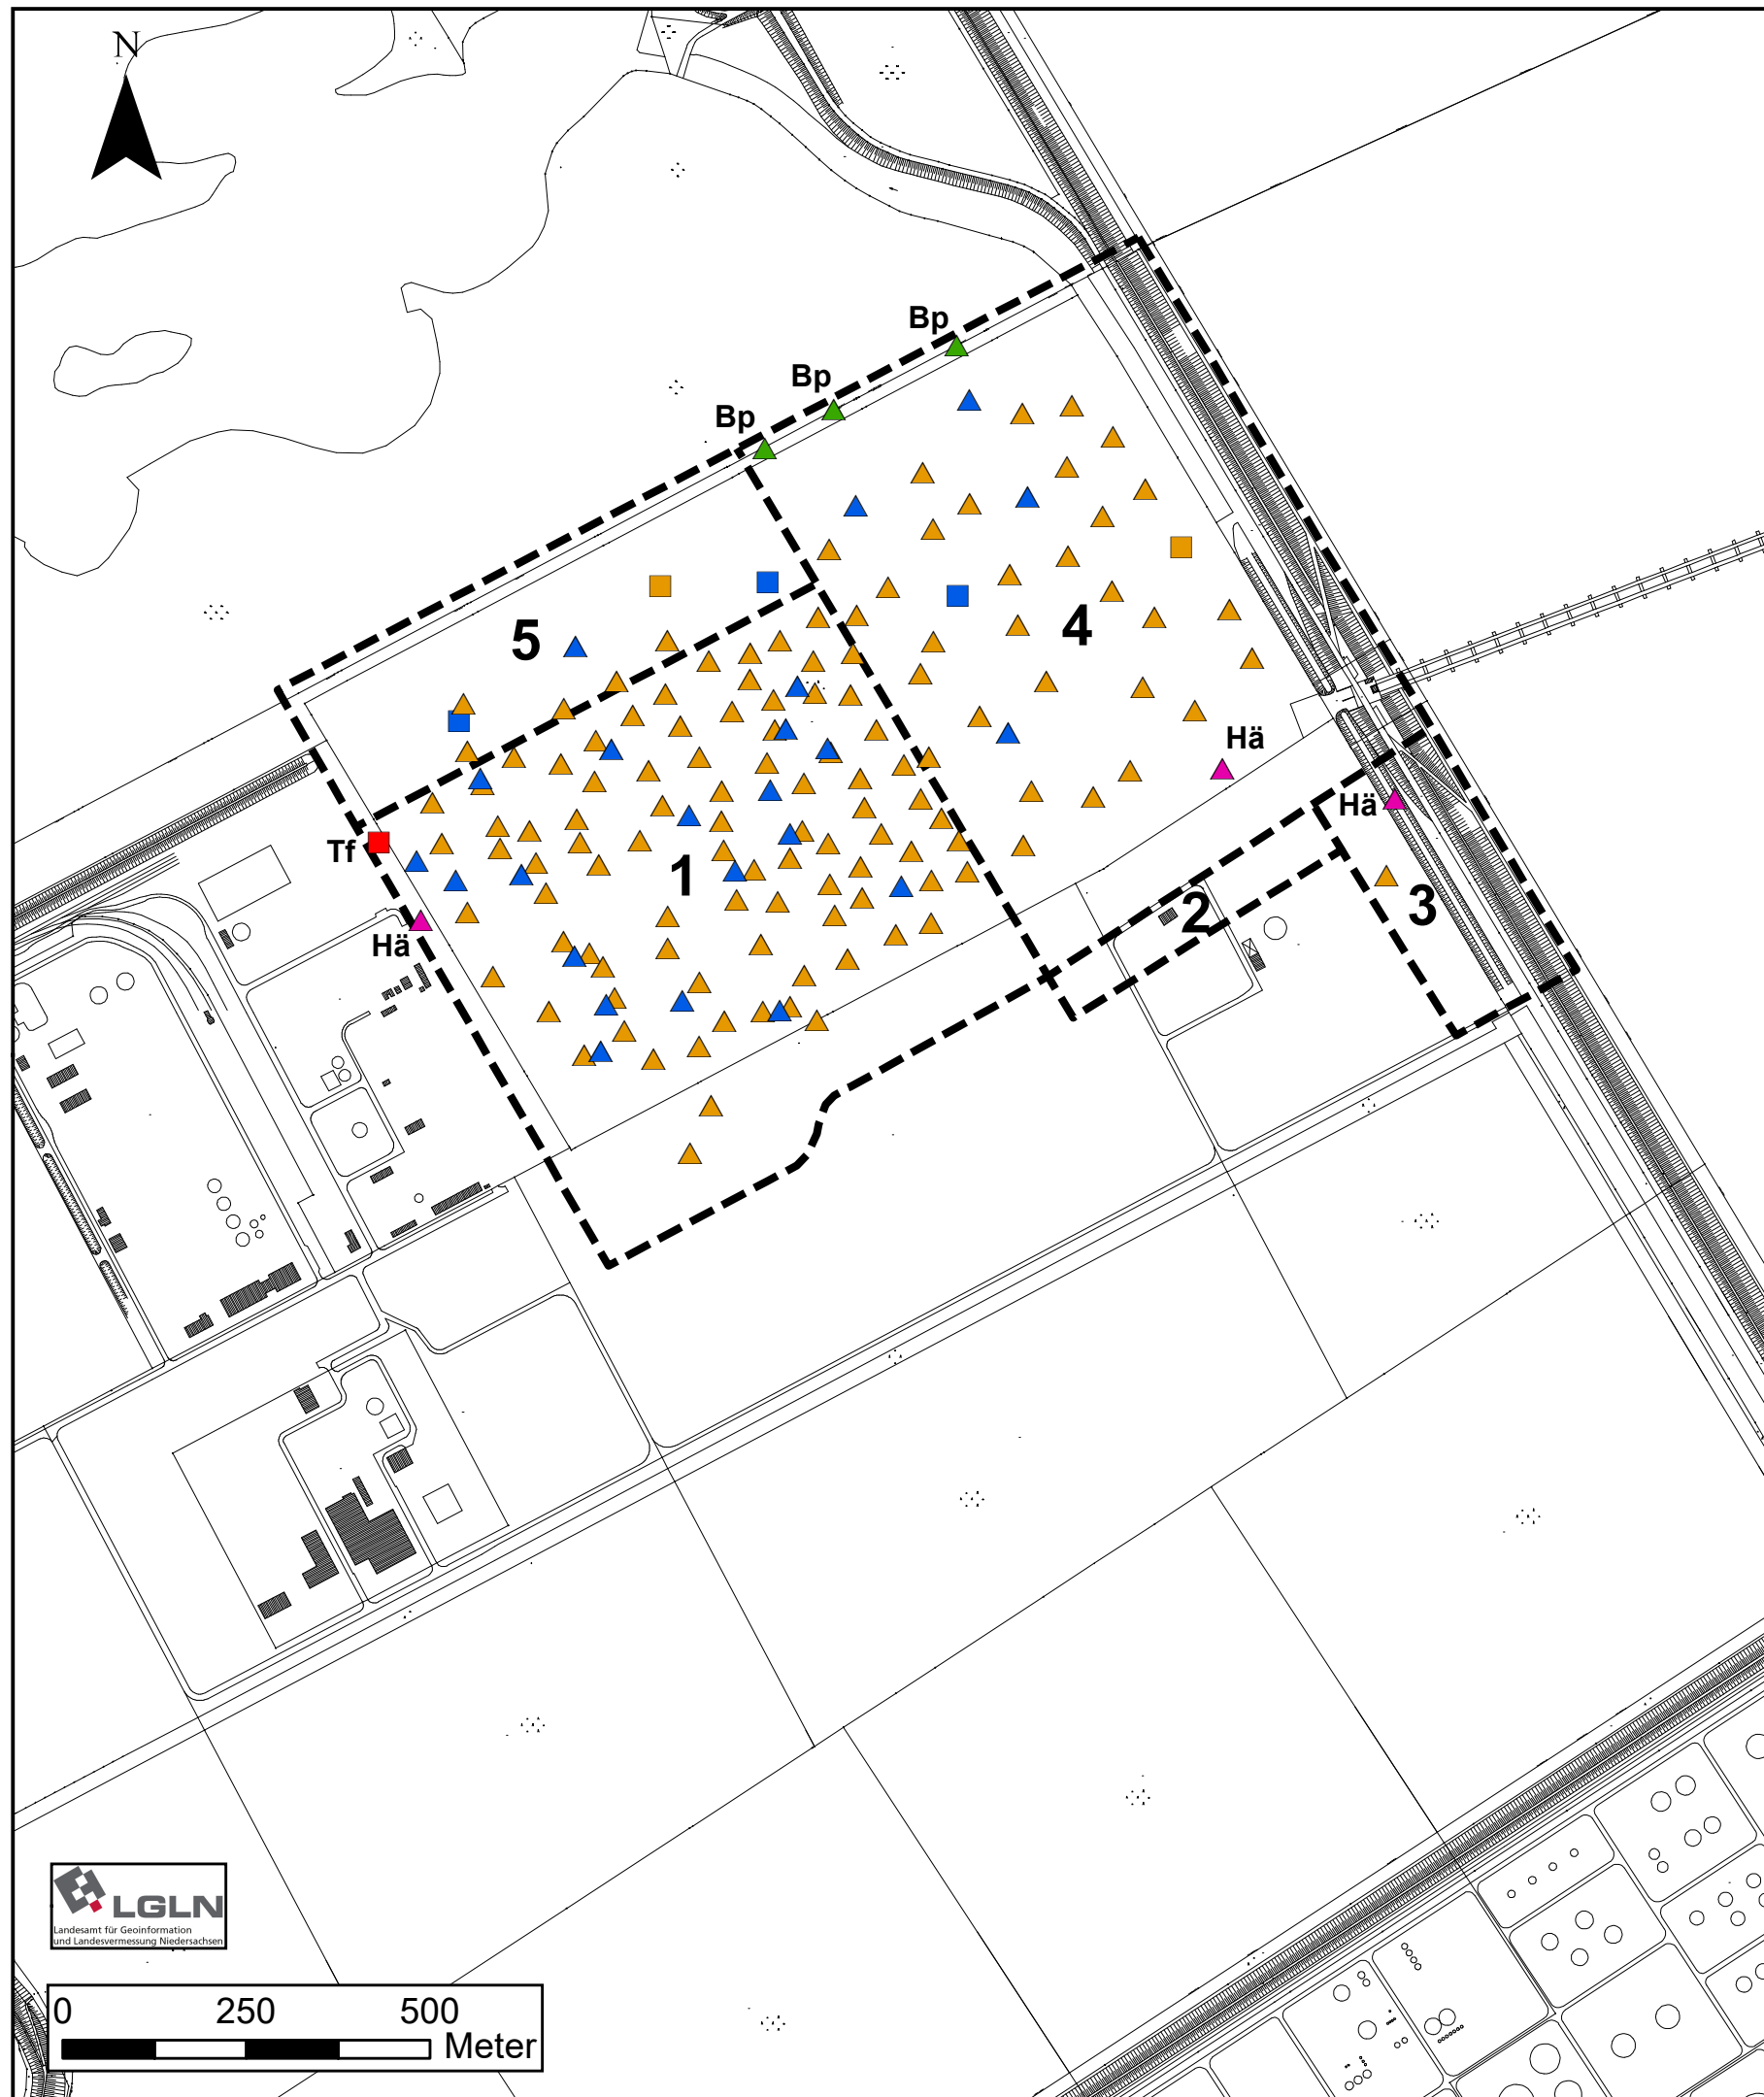 N
Bp
Bp
Bp
5
4
Hä
Hä
Tf
1
2
3
Hä
LGLN
Landesamt für Geoinformation
und Landesvermessung Niedersachsen
0 250 500
Meter